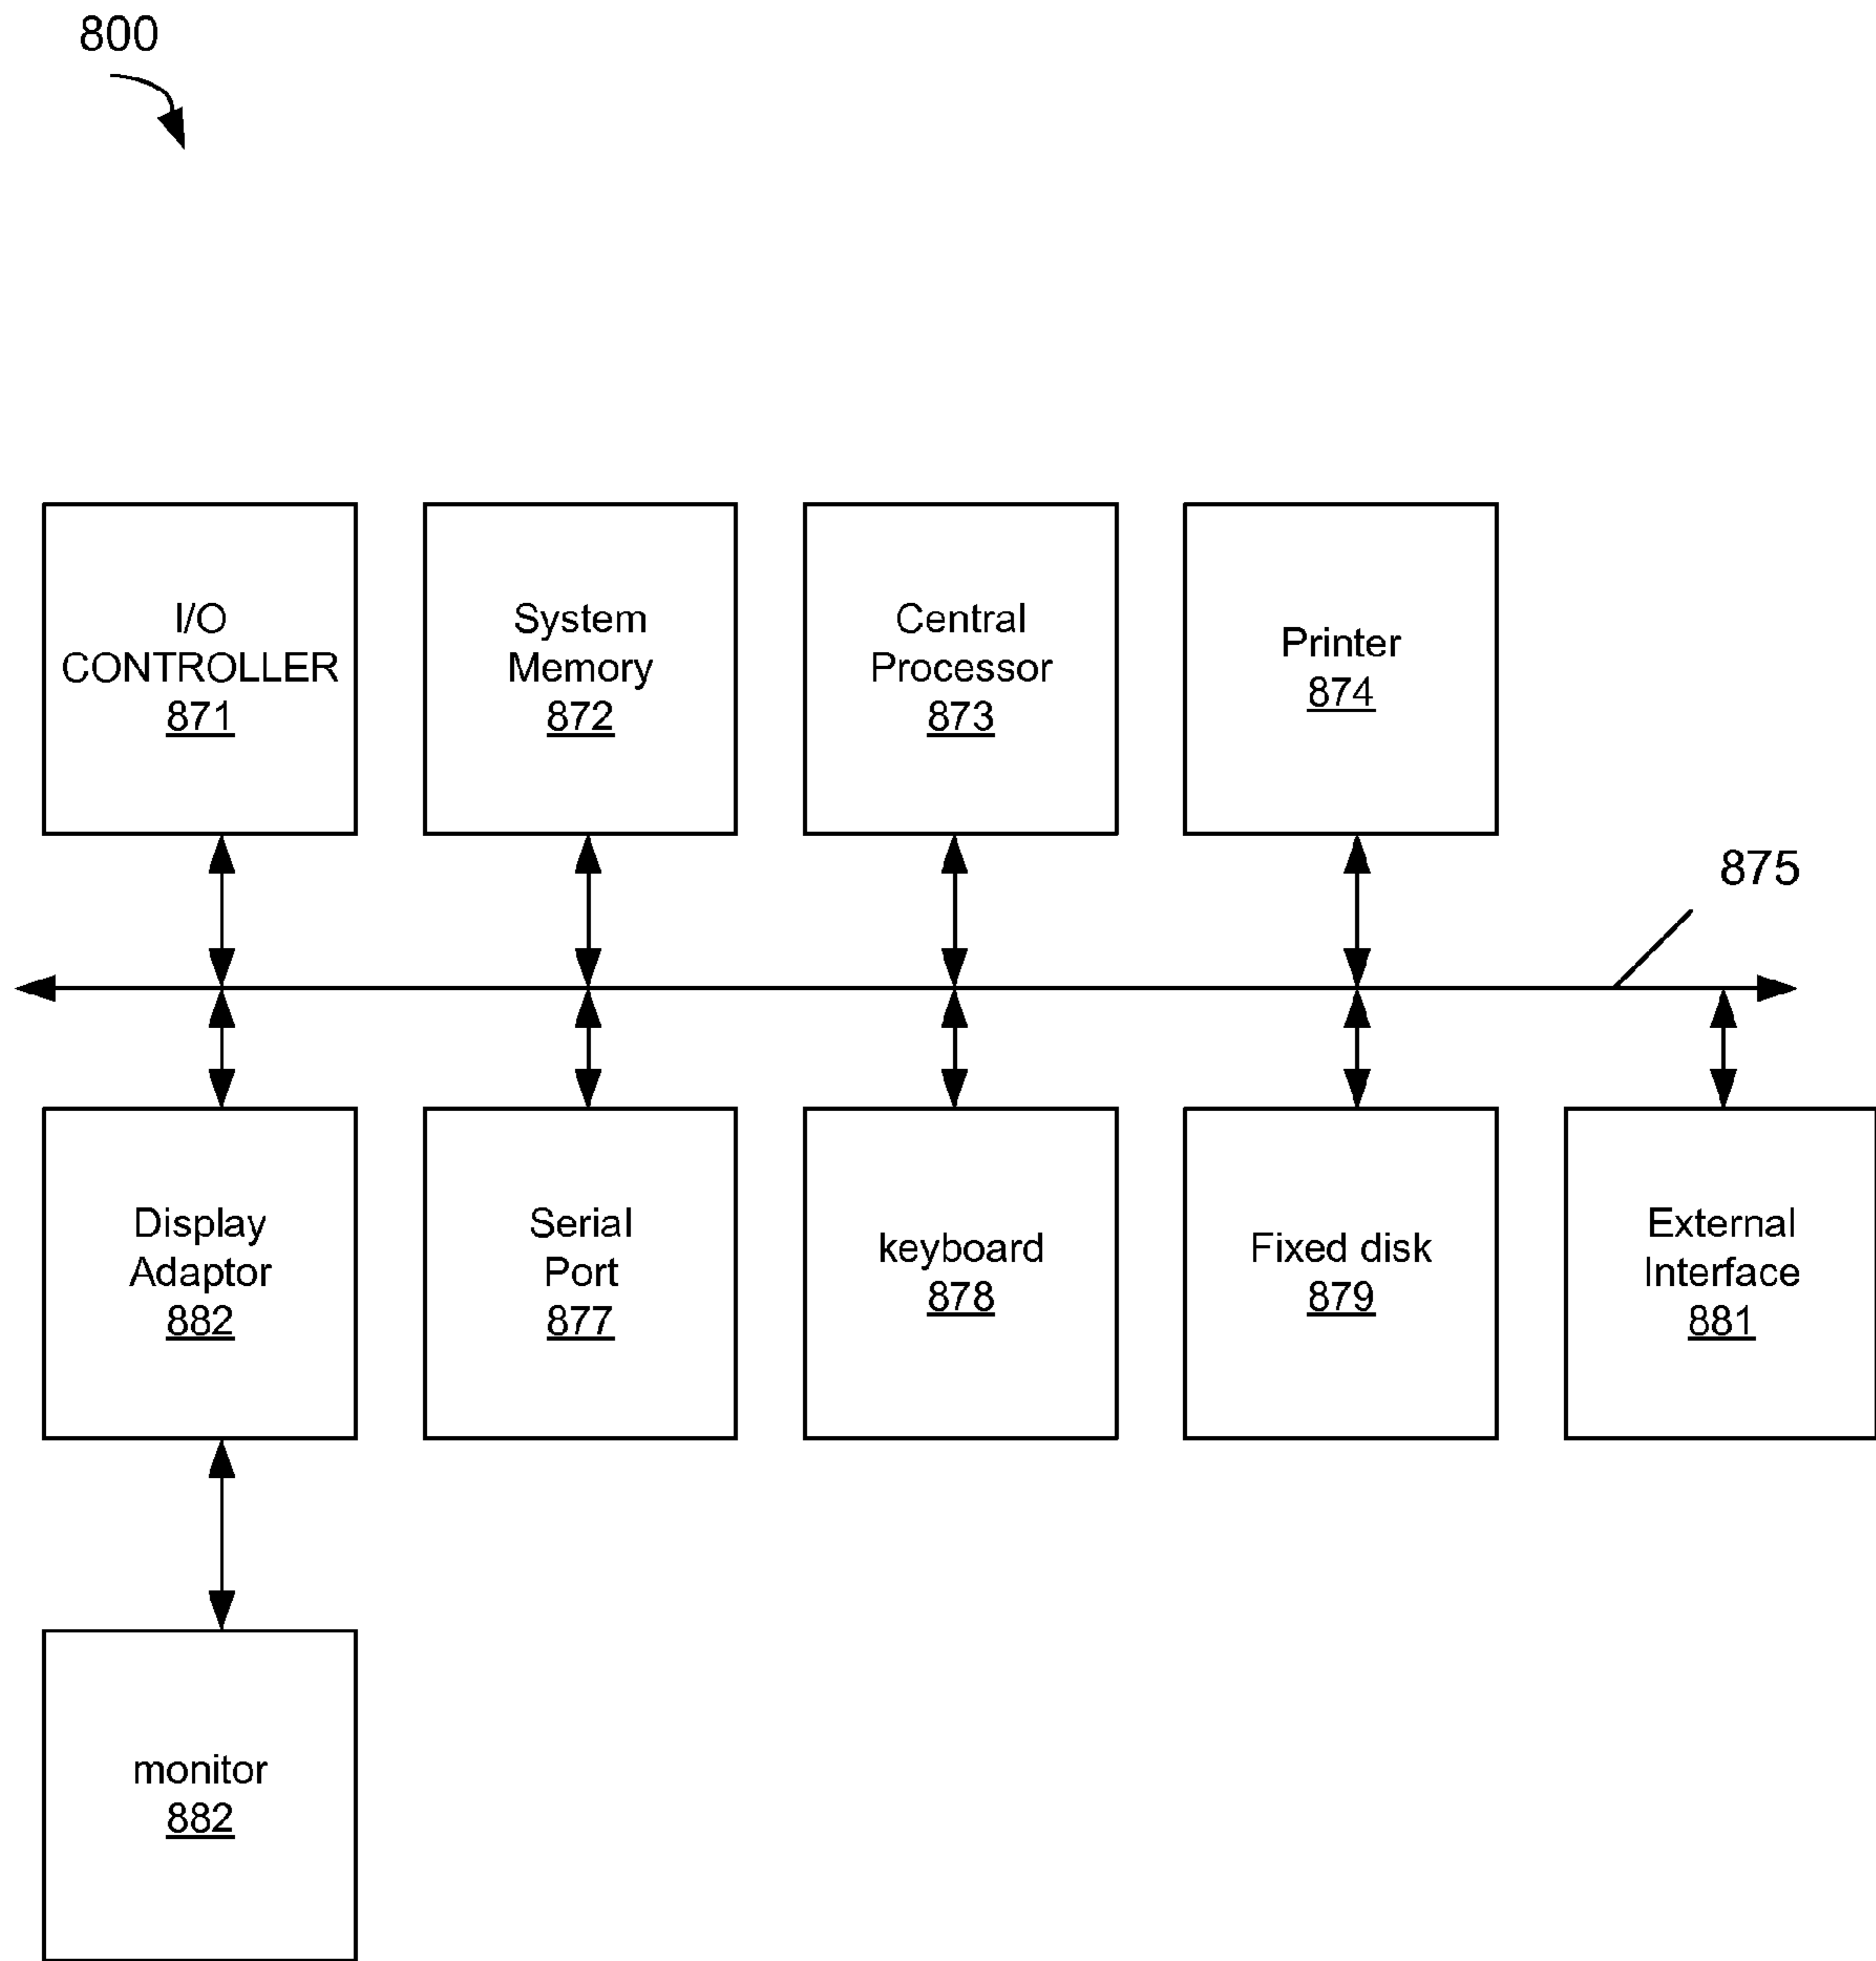 800
I/O
CONTROLLER
871
System
Memory
872
Central
Processor
873
Printer
874
875
Display
Adaptor
882
Serial
Port
877
keyboard
878
Fixed disk
879
External
Interface
881
monitor
882